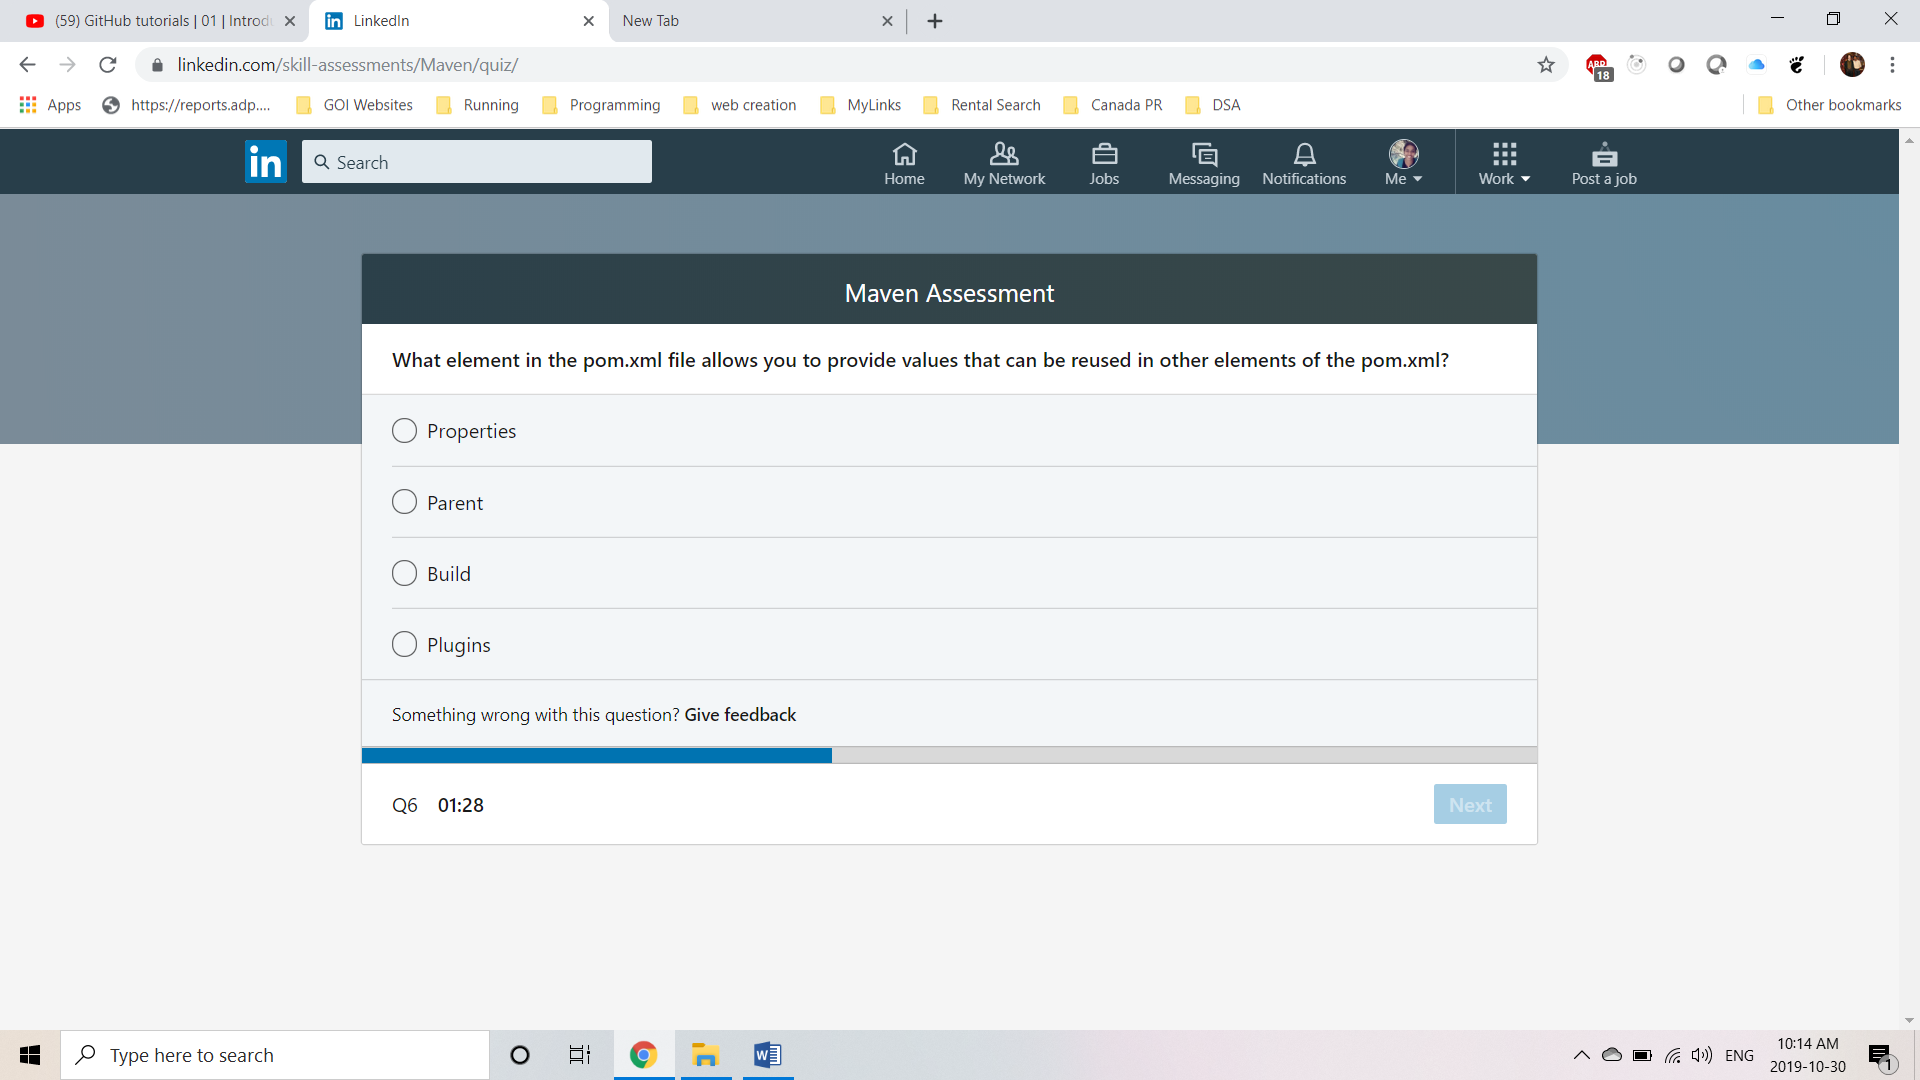 (59) GitHub tutorials | 01 | Introdu
LinkedIn
New Tab
linkedin.com/skill-assessments/Maven/quiz/
ABP
18
Apps
https://reports.adp....
GOI Websites
Running
Programming
web creation
MyLinks
Rental Search
Canada PR
DSA
Other bookmarks
in
Search
Home
My Network
Jobs
Messaging
Notifications
Me
Work
Post a job
Maven Assessment
What element in the pom.xml file allows you to provide values that can be reused in other elements of the pom.xml?
Properties
Parent
Build
Plugins
Something wrong with this question? Give feedback
Q6 01:28
Next
Type here to search
ENG
10:14 AM
2019-10-30
1